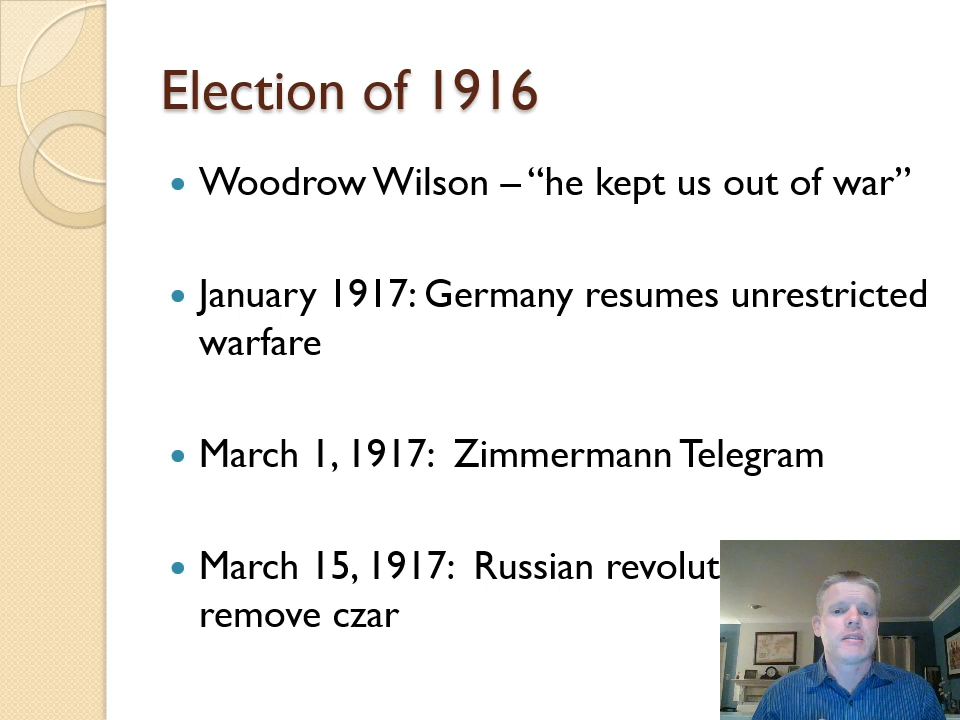 Election of 1916
• Woodrow Wilson – “he kept us out of war”
• January 1917: Germany resumes unrestricted
warfare
• March 1, 1917: Zimmermann Telegram
• March 15, 1917: Russian
remove czar